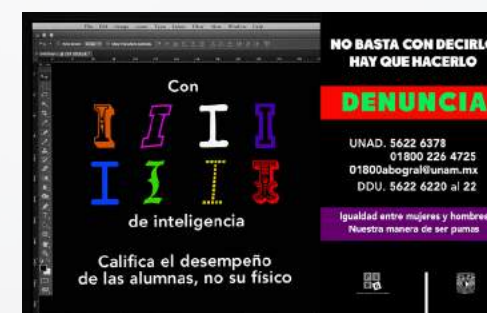 Con
I I I I
I I I I
de inteligencia
Califica el desempeño
de las alumnas, no su físico
NO BASTA CON DECIRLO
HAY QUE HACERLO
DENUNCIA
UNAD. 5622 6378
01800 226 4725
01800abogral@unam.mx
DDU. 5622 6220 al 22
Igualdad entre mujeres y hombres
Nuestra manera de ser pumas